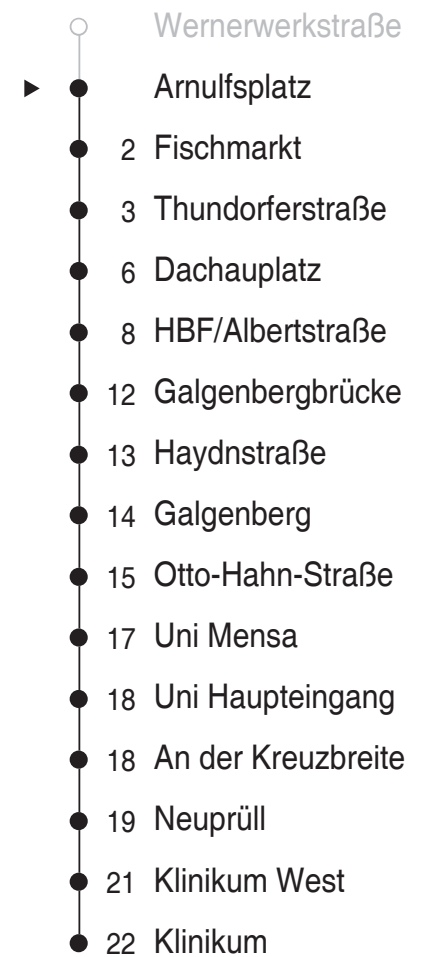 Wernerwerkstraße
Arnulfsplatz
2 Fischmarkt
3 Thundorferstraße
6 Dachauplatz
8 HBF/Albertstraße
12 Galgenbergbrücke
13 Haydnstraße
14 Galgenberg
15 Otto-Hahn-Straße
17 Uni Mensa
18 Uni Haupteingang
18 An der Kreuzbreite
19 Neuprüll
21 Klinikum West
22 Klinikum